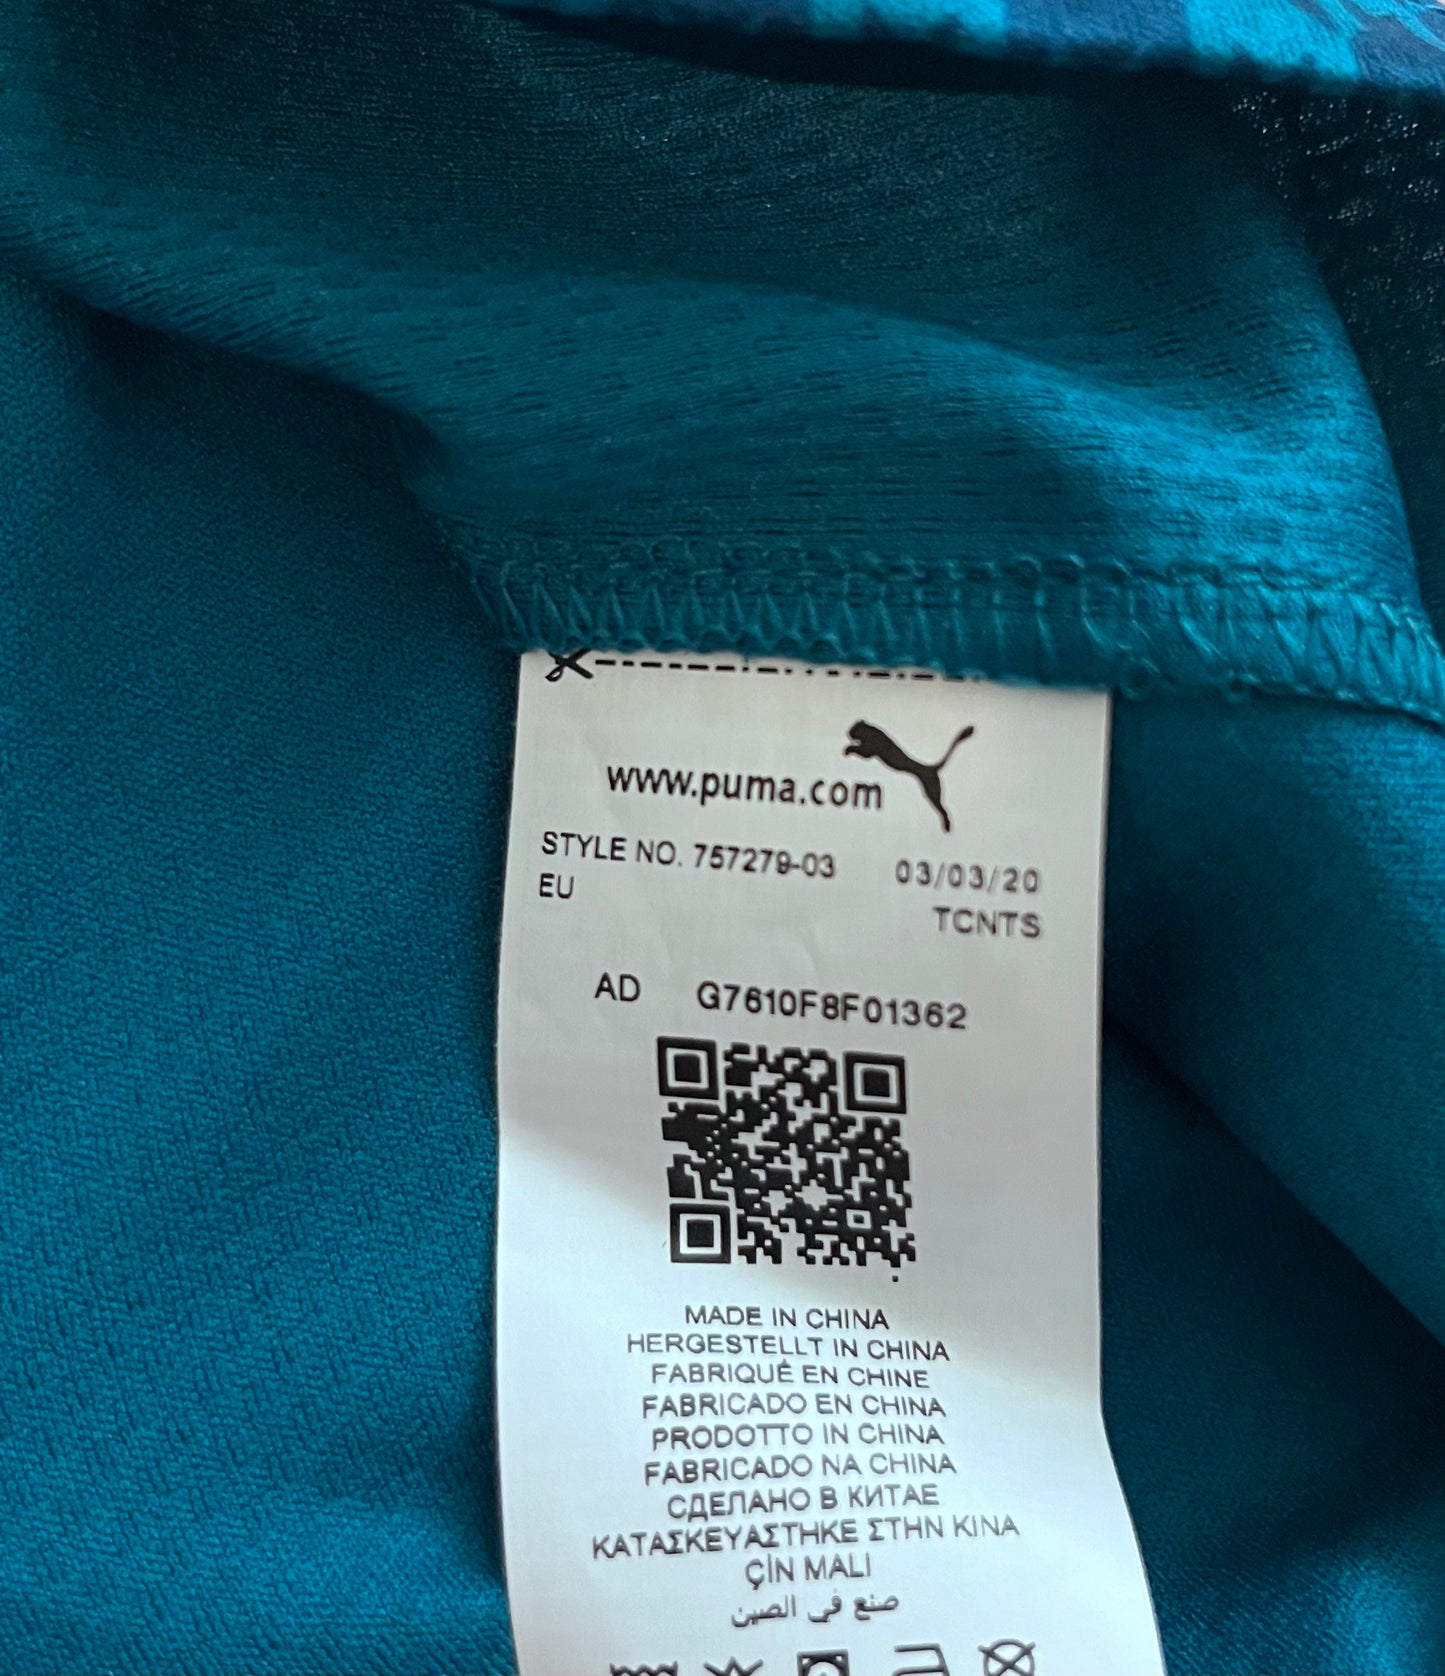 www.puma.com
STYLE NO. 757279-03 03/03/20
EU TCNTS
AD G7610F8F01362
MADE IN CHINA
HERGESTELLT IN CHINA
FABRIQUÉ EN CHINE
FABRICADO EN CHINA
PRODOTTO IN CHINA
FABRICADO NA CHINA
СДЕЛАНО В КИТАЕ
ΚΑΤΑΣΚΕΥΑΣΤΗΚΕ ΣΤΗΝ ΚΙΝΑ
ÇİN MALI
صنع في الصين